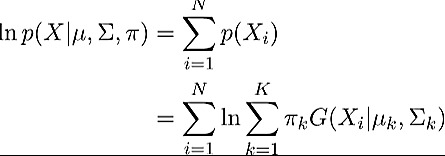 ln p(X|μ, Σ, π) = ∑_{i=1}^{N} p(X_i)
= ∑_{i=1}^{N} ln ∑_{k=1}^{K} π_k G(X_i|μ_k, Σ_k)